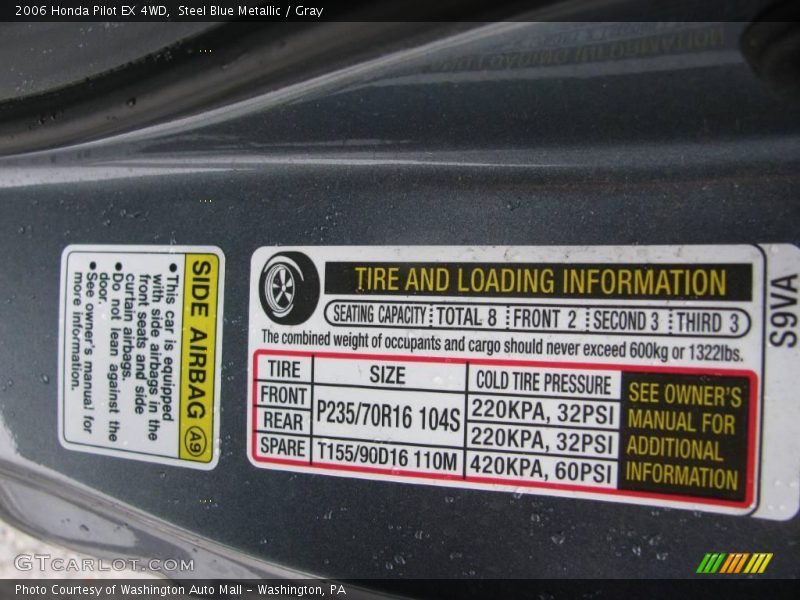 2006 Honda Pilot EX 4WD, Steel Blue Metallic / Gray
SIDE AIRBAG A9
• This car is equipped
with side airbags in the
front seats and side
curtain airbags.
• Do not lean against the
door.
• See owner's manual for
more information.
TIRE AND LOADING INFORMATION
SEATING CAPACITY TOTAL 8 FRONT 2 SECOND 3 THIRD 3
The combined weight of occupants and cargo should never exceed 600kg or 1322lbs.
TIRE SIZE COLD TIRE PRESSURE
FRONT P235/70R16 104S 220KPA, 32PSI
REAR 220KPA, 32PSI
SPARE T155/90D16 110M 420KPA, 60PSI
SEE OWNER'S
MANUAL FOR
ADDITIONAL
INFORMATION
S9VA
GTcarlot.com
Photo Courtesy of Washington Auto Mall - Washington, PA